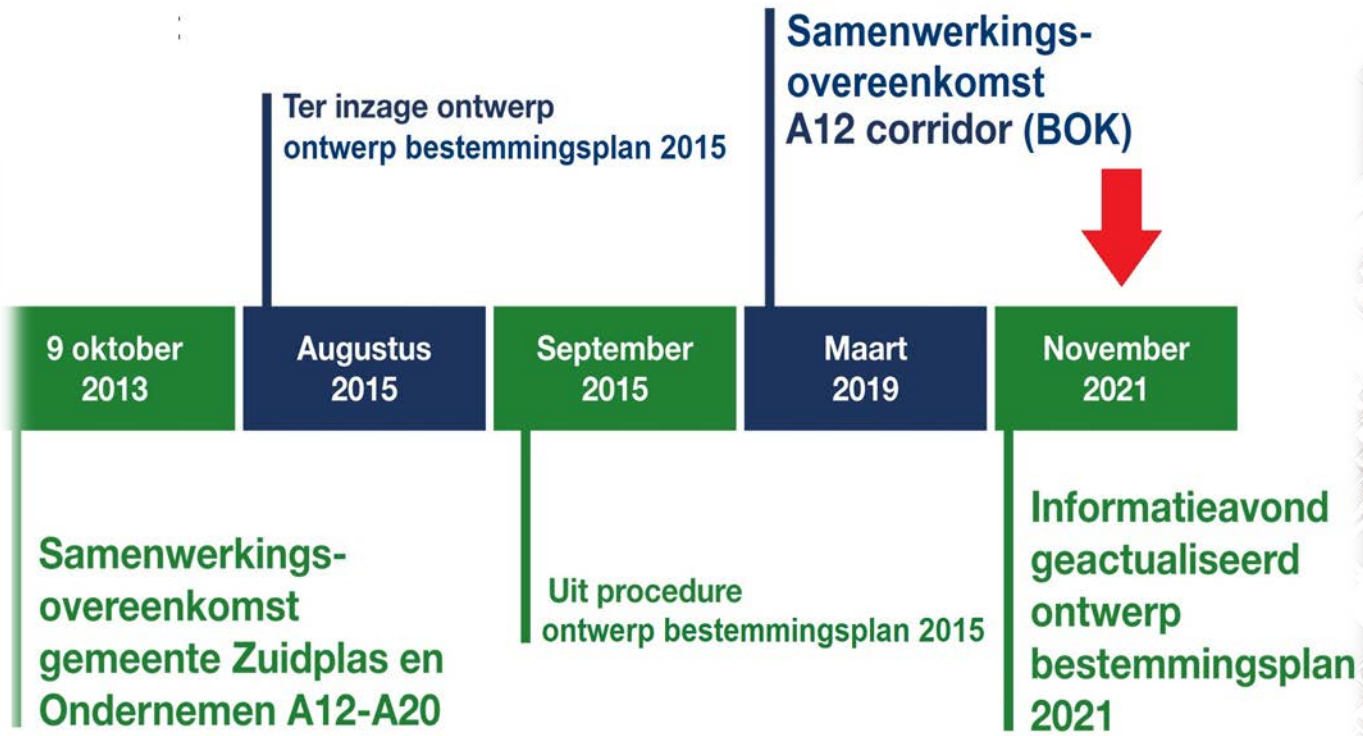 Ter inzage ontwerp
ontwerp bestemmingsplan 2015
Samenwerkings-
overeenkomst
A12 corridor (BOK)
9 oktober
2013
Augustus
2015
September
2015
Maart
2019
November
2021
Samenwerkings-
overeenkomst
gemeente Zuidplas en
Ondernemen A12-A20
Uit procedure
ontwerp bestemmingsplan 2015
Informatieavond
geactualiseerd
ontwerp
bestemmingsplan
2021